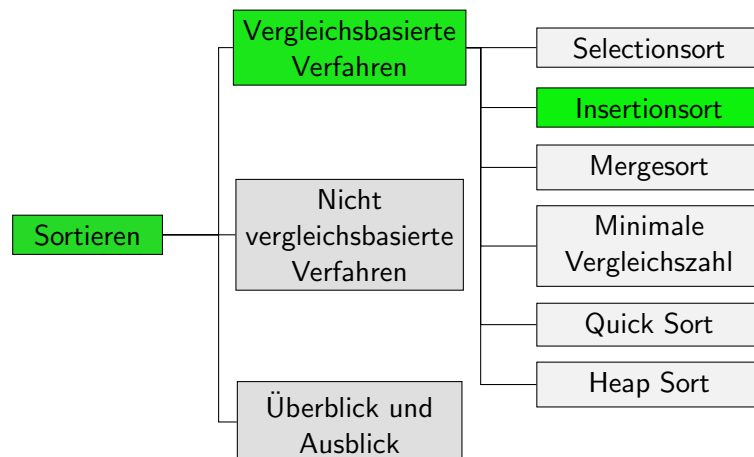 Sortieren
Vergleichsbasierte
Verfahren
Nicht
vergleichsbasierte
Verfahren
Überblick und
Ausblick
Selectionsort
Insertionsort
Mergesort
Minimale
Vergleichszahl
Quick Sort
Heap Sort